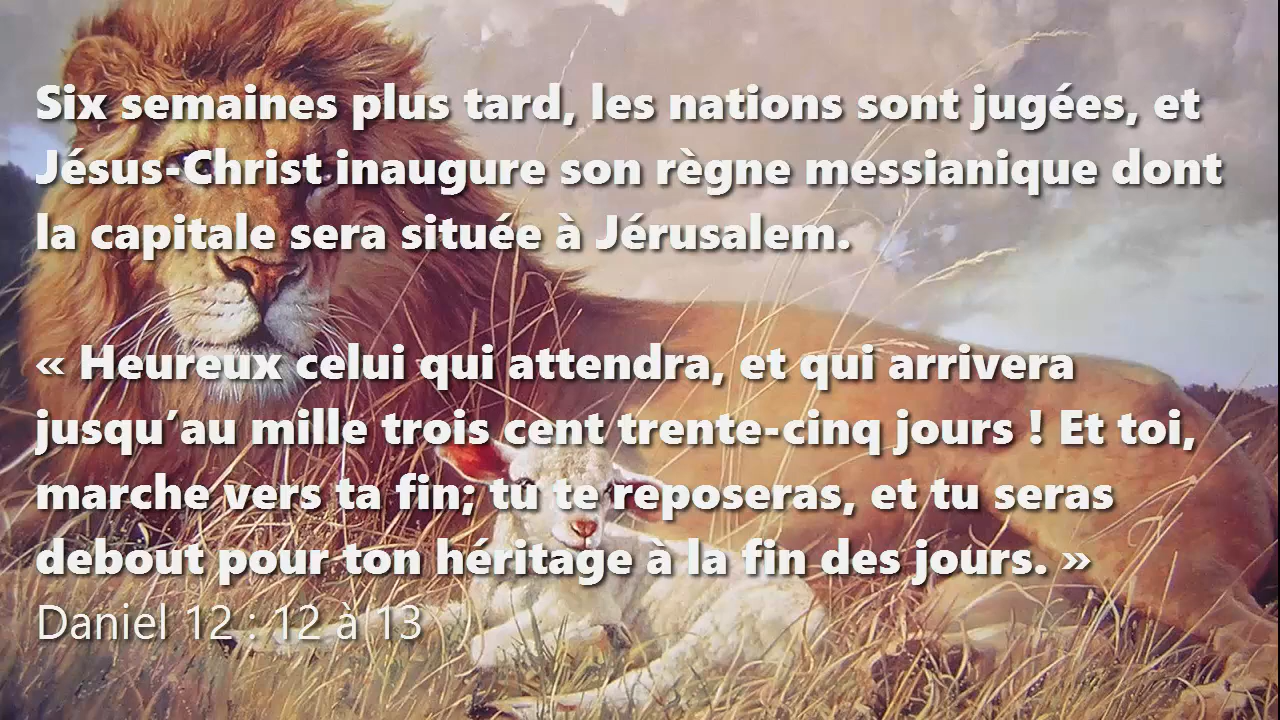 Six semaines plus tard, les nations sont jugées, et
Jésus-Christ inaugure son règne messianique dont
la capitale sera située à Jérusalem.
« Heureux celui qui attendra, et qui arrivera
jusqu’au mille trois cent trente-cinq jours ! Et toi,
marche vers ta fin; tu te reposeras, et tu seras
debout pour ton héritage à la fin des jours. »
Daniel 12 : 12 à 13